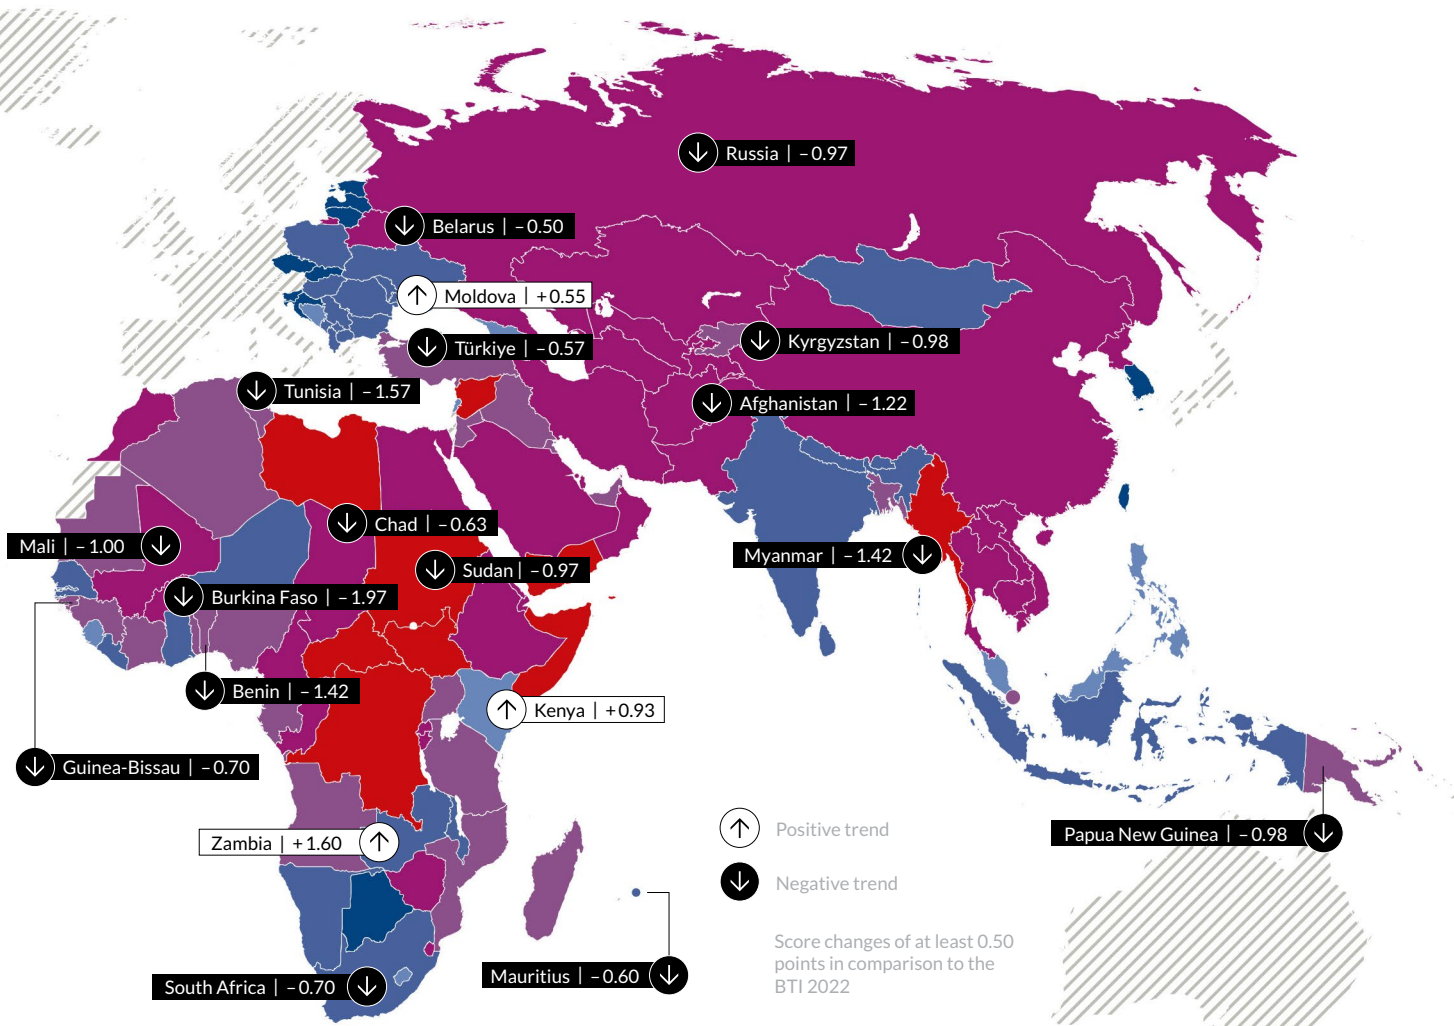 Russia | –0.97
Belarus | –0.50
Moldova | +0.55
Kyrgyzstan | –0.98
Türkiye | –0.57
Tunisia | –1.57
Afghanistan | –1.22
Chad | –0.63
Mali | –1.00
Myanmar | –1.42
Sudan | –0.97
Burkina Faso | –1.97
Benin | –1.42
Kenya | +0.93
Guinea-Bissau | –0.70
Zambia | +1.60
Positive trend
Papua New Guinea | –0.98
Negative trend
Score changes of at least 0.50
points in comparison to the
BTI 2022
Mauritius | –0.60
South Africa | –0.70